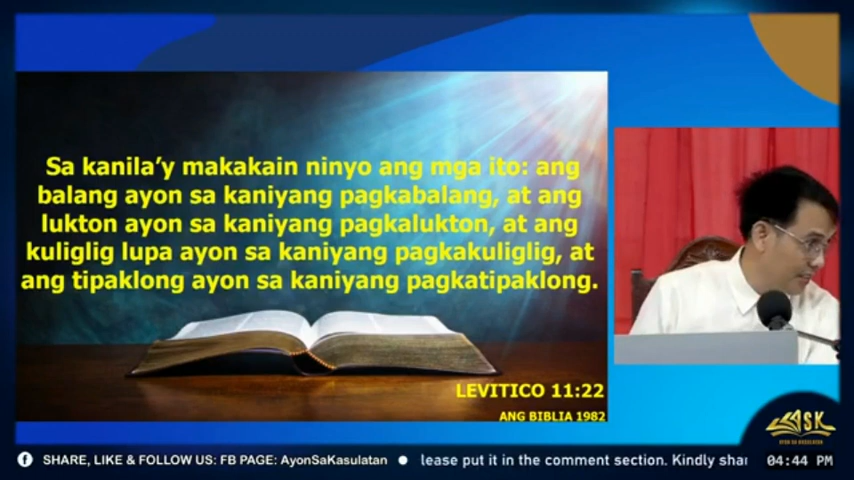 Sa kanila'y makakain ninyo ang mga ito: ang
balang ayon sa kaniyang pagkabalang, at ang
lukton ayon sa kaniyang pagkalukton, at ang
kuliglig lupa ayon sa kaniyang pagkakuliglig, at
ang tipaklong ayon sa kaniyang pagkatipaklong.
LEVITICO 11:22
ANG BIBLIA 1982
ASK
AYON SA KASULATAN
SHARE, LIKE & FOLLOW US: FB PAGE: AyonSaKasulatan ● lease put it in the comment section. Kindly shar
04:44 PM